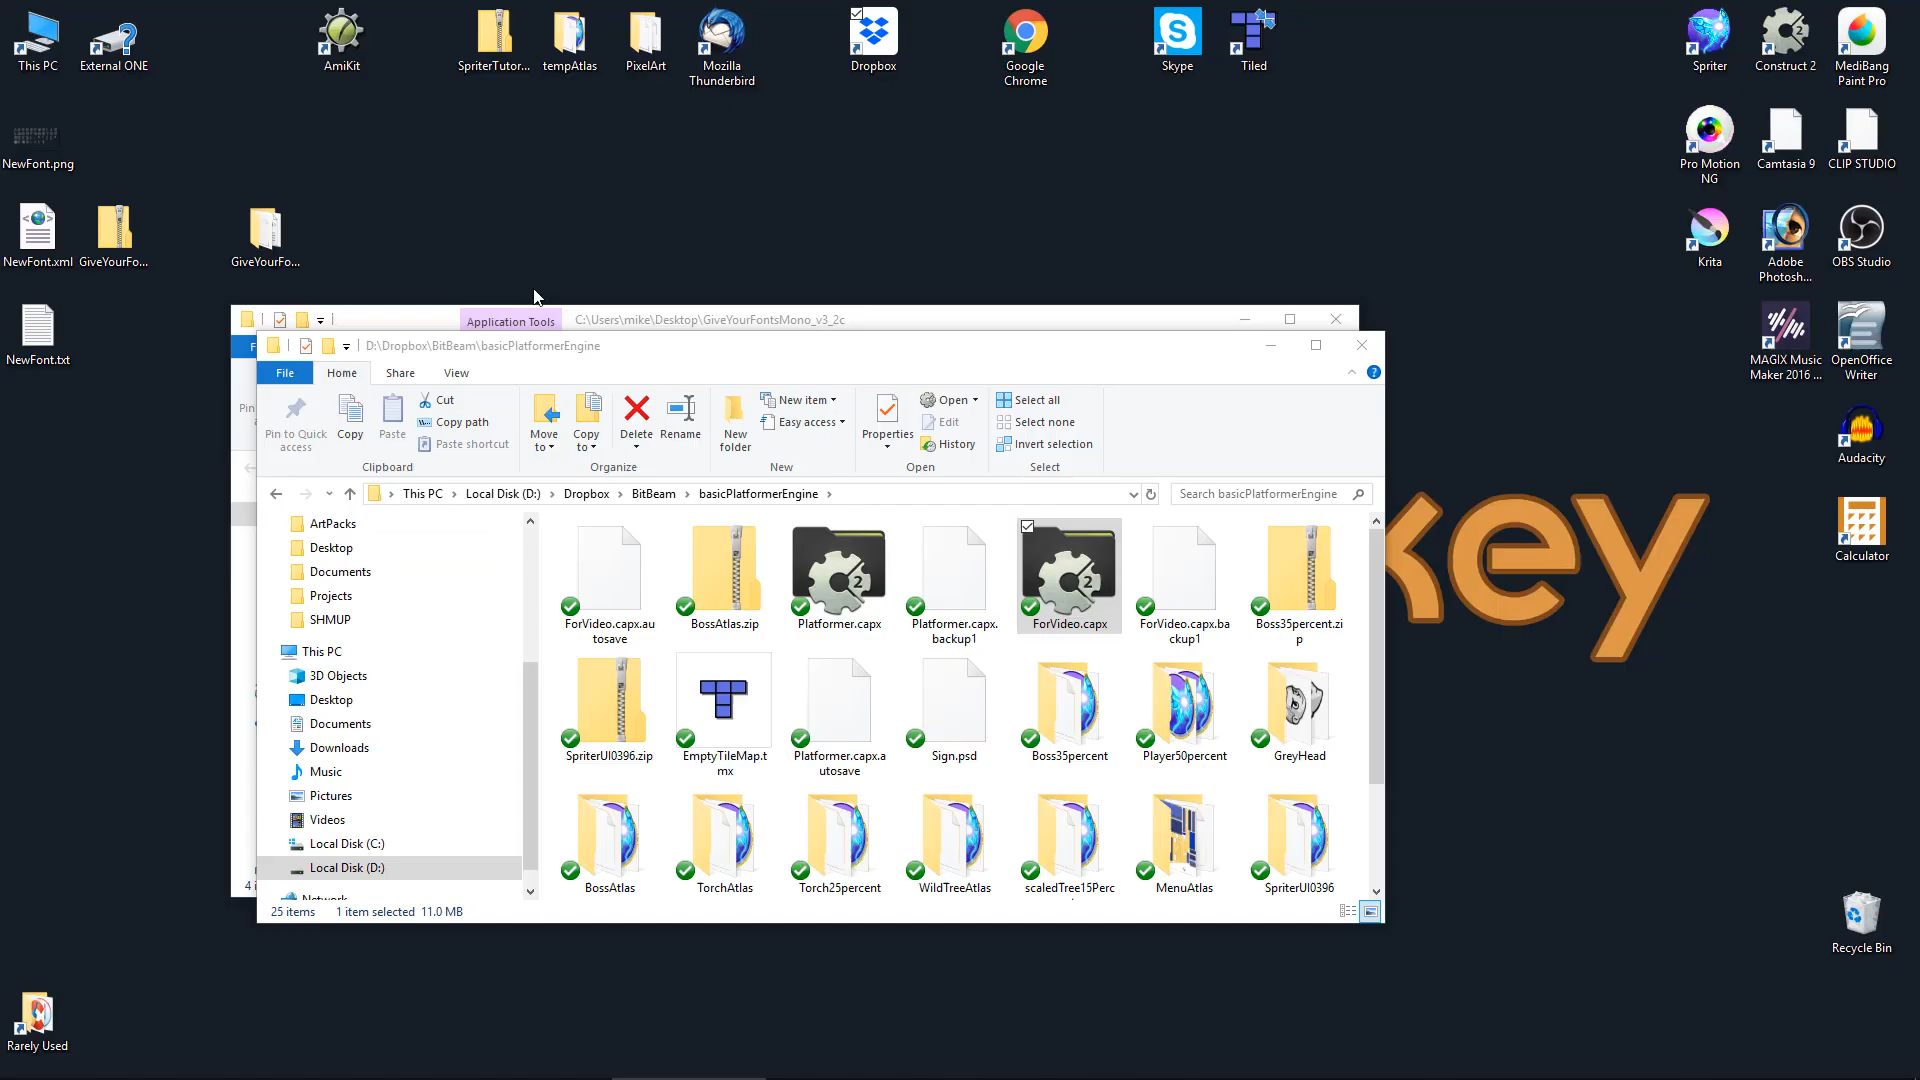 This PC
External ONE
AmiKit
SpriterTutor...
tempAtlas
PixelArt
Mozilla
Thunderbird
Dropbox
Google
Chrome
Skype
Tiled
Spriter
Construct 2
MediBang
Paint Pro
NewFont.png
Pro Motion
NG
Camtasia 9
CLIP STUDIO
NewFont.xml
GiveYourFo...
GiveYourFo...
Krita
Adobe
Photosh...
OBS Studio
NewFont.txt
MAGIX Music
Maker 2016 ...
OpenOffice
Writer
Audacity
Calculator
Recycle Bin
Rarely Used
key
Application Tools
C:\Users\mike\Desktop\GiveYourFontsMono_v3_2c
D:\Dropbox\BitBeam\basicPlatformerEngine
File
Home
Share
View
Pin to Quick
access
Copy
Paste
Cut
Copy path
Paste shortcut
Clipboard
Move
to
Copy
to
Delete
Rename
Organize
New
folder
New item
Easy access
New
Properties
Open
Edit
History
Open
Select all
Select none
Invert selection
Select
This PC
Local Disk (D:)
Dropbox
BitBeam
basicPlatformerEngine
Search basicPlatformerEngine
ArtPacks
Desktop
Documents
Projects
SHMUP
This PC
3D Objects
Desktop
Documents
Downloads
Music
Pictures
Videos
Local Disk (C:)
Local Disk (D:)
Network
ForVideo.capx.au
tosave
BossAtlas.zip
Platformer.capx
Platformer.capx.
backup1
ForVideo.capx
ForVideo.capx.ba
ckup1
Boss35percent.zi
p
SpriterUI0396.zip
EmptyTileMap.t
mx
Platformer.capx.a
utosave
Sign.psd
Boss35percent
Player50percent
GreyHead
BossAtlas
TorchAtlas
Torch25percent
WildTreeAtlas
scaledTree15Perc
MenuAtlas
SpriterUI0396
25 items
1 item selected 11.0 MB